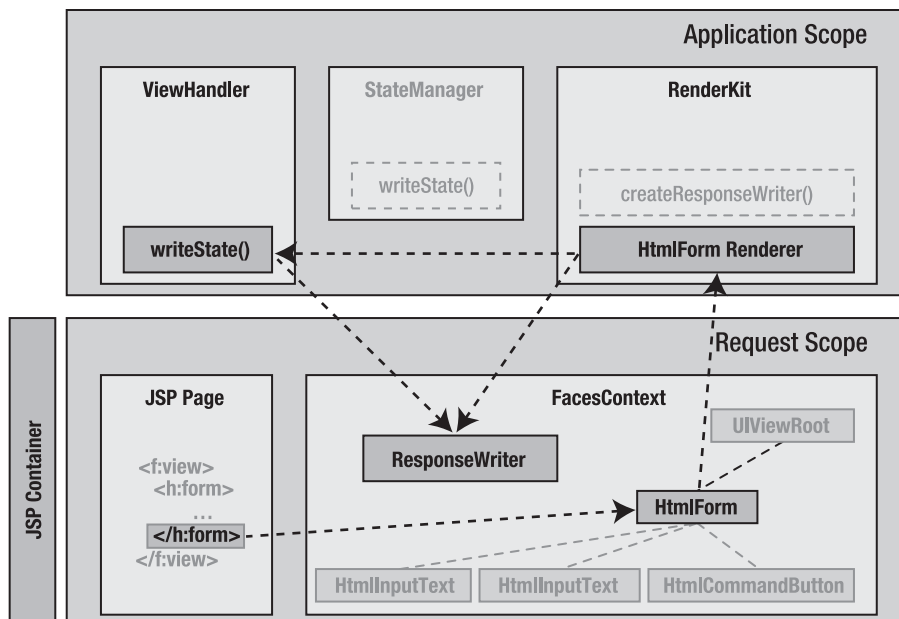 Application Scope
ViewHandler
StateManager
RenderKit
writeState()
createResponseWriter()
writeState()
HtmlForm Renderer
JSP Container
Request Scope
JSP Page
FacesContext
UIViewRoot
ResponseWriter
<f:view>
<h:form>
...
</h:form>
</f:view>
HtmlForm
HtmlInputText
HtmlInputText
HtmlCommandButton